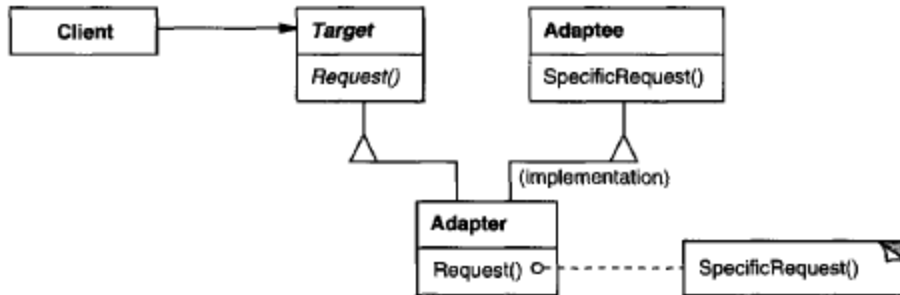 Client
Target
Request()
Adaptee
SpecificRequest()
(implementation)
Adapter
Request()
SpecificRequest()